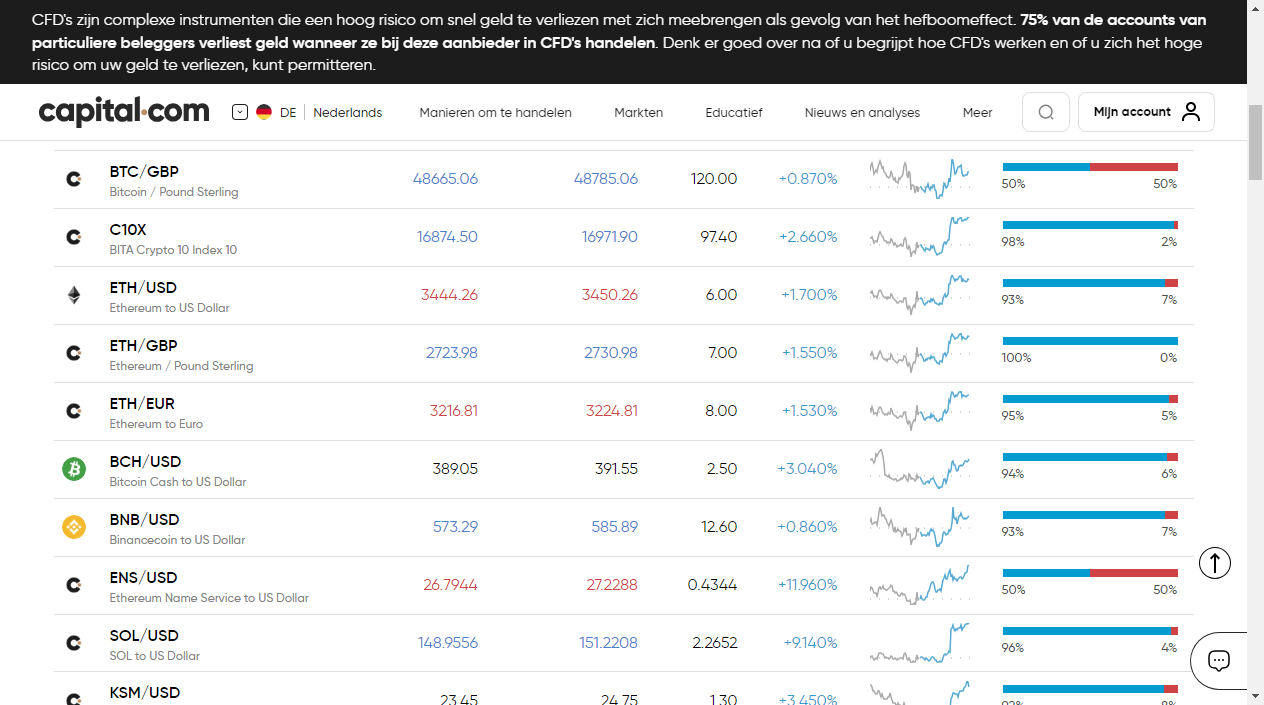 CFD's zijn complexe instrumenten die een hoog risico om snel geld te verliezen met zich meebrengen als gevolg van het hefboomeffect. 75% van de accounts van
particuliere beleggers verliest geld wanneer ze bij deze aanbieder in CFD's handelen. Denk er goed over na of u begrijpt hoe CFD's werken en of u zich het hoge
risico om uw geld te verliezen, kunt permitteren.
capital.com DE Nederlands Manieren om te handelen Markten Educatief Nieuws en analyses Meer Mijn account
BTC/GBP 48665.06 48785.06 120.00 +0.870%
Bitcoin / Pound Sterling 50% 50%
C10X 16874.50 16971.90 97.40 +2.660%
BITA Crypto 10 Index 10 98% 2%
ETH/USD 3444.26 3450.26 6.00 +1.700%
Ethereum to US Dollar 93% 7%
ETH/GBP 2723.98 2730.98 7.00 +1.550%
Ethereum / Pound Sterling 100% 0%
ETH/EUR 3216.81 3224.81 8.00 +1.530%
Ethereum to Euro 95% 5%
BCH/USD 389.05 391.55 2.50 +3.040%
Bitcoin Cash to US Dollar 94% 6%
BNB/USD 573.29 585.89 12.60 +0.860%
Binancecoin to US Dollar 93% 7%
ENS/USD 26.7944 27.2288 0.4344 +11.960%
Ethereum Name Service to US Dollar 50% 50%
SOL/USD 148.9556 151.2208 2.2652 +9.140%
SOL to US Dollar 96% 4%
KSM/USD 23.45 24.75 1.30 +3.450%